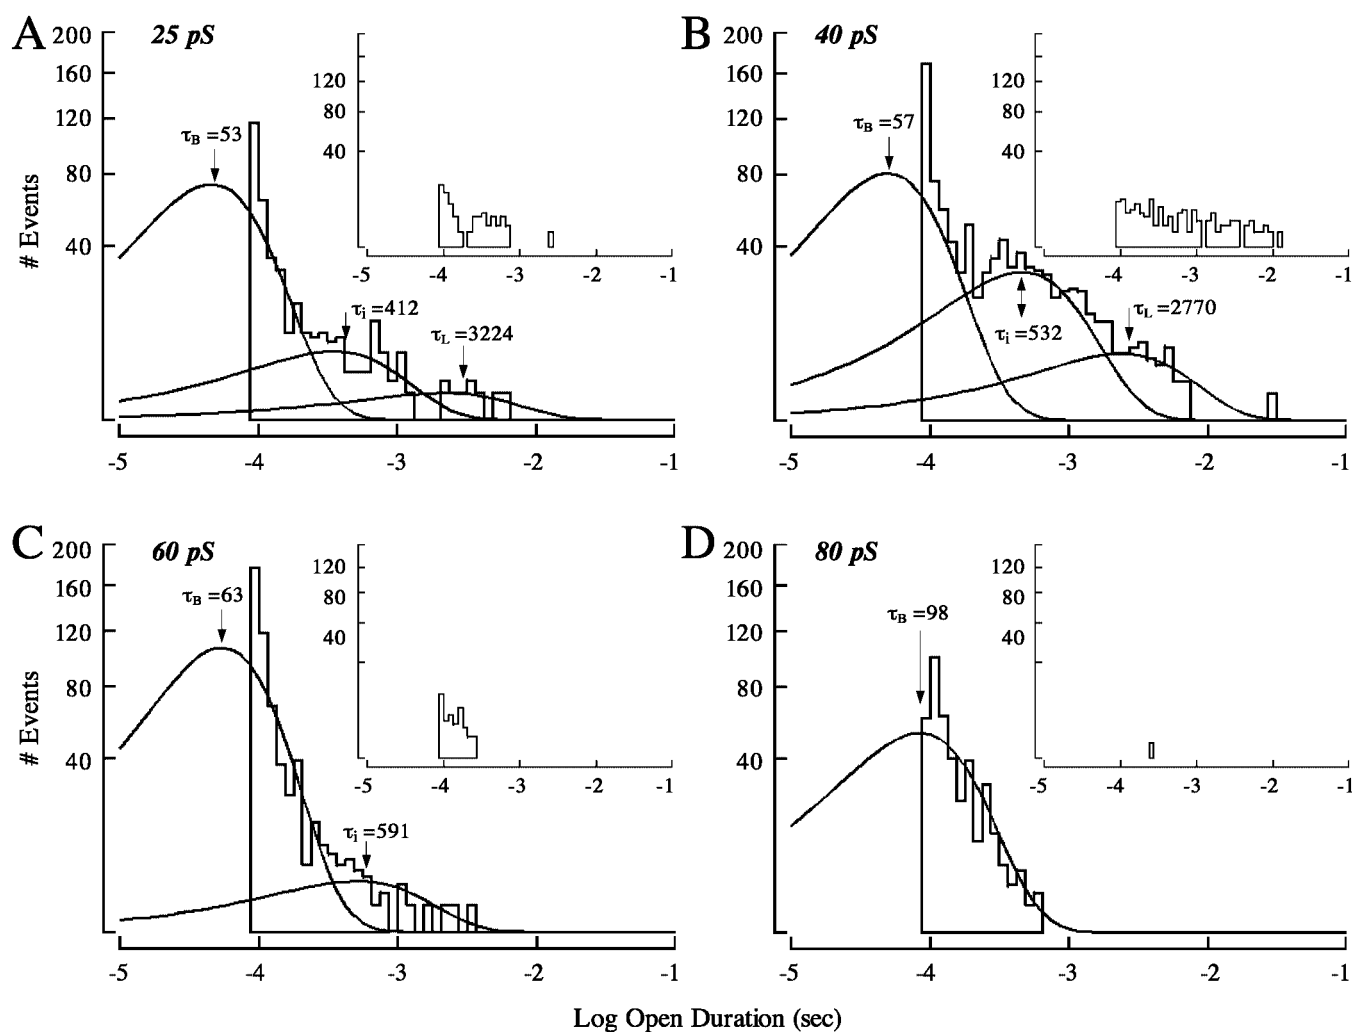 A
25 pS
200
160
120
80
40
# Events
τB =53
τi =412
τL =3224
120
80
40
-5 -4 -3 -2 -1
-5 -4 -3 -2 -1
B
40 pS
200
160
120
80
40
τB =57
τi =532
τL =2770
120
80
40
-5 -4 -3 -2 -1
-5 -4 -3 -2 -1
C
60 pS
200
160
120
80
40
# Events
τB =63
τi =591
120
80
40
-5 -4 -3 -2 -1
-5 -4 -3 -2 -1
D
80 pS
200
160
120
80
40
τB =98
120
80
40
-5 -4 -3 -2 -1
-5 -4 -3 -2 -1
Log Open Duration (sec)